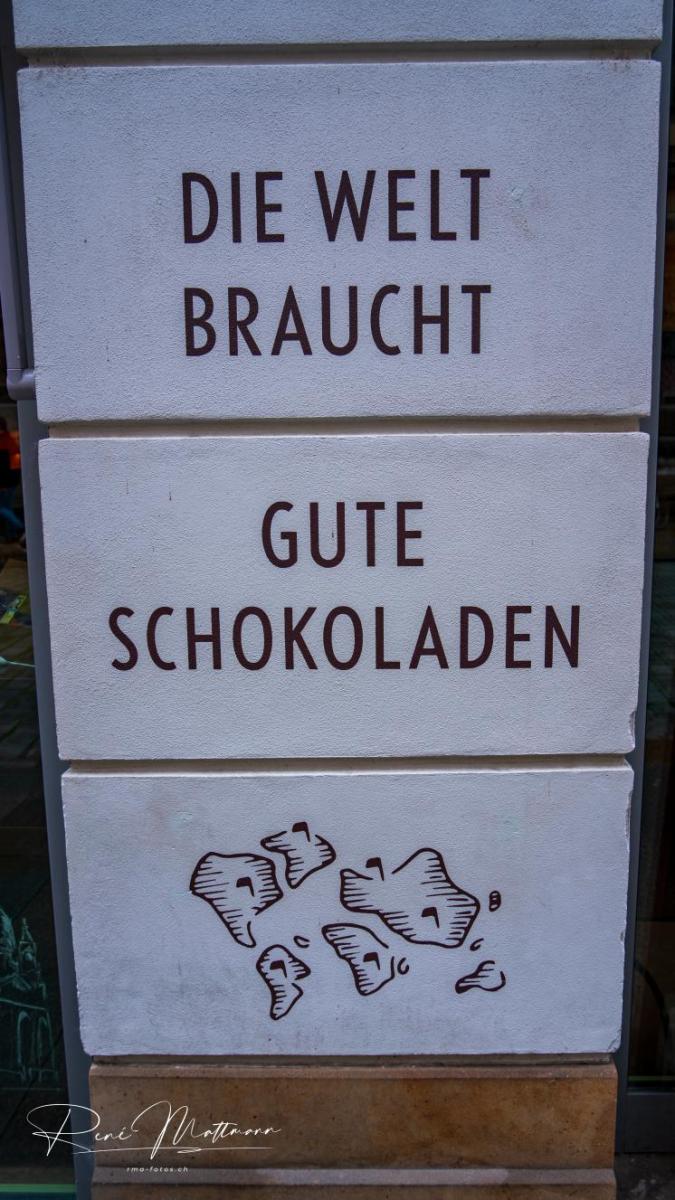 DIE WELT
BRAUCHT
GUTE
SCHOKOLADEN
René Mattmann
rma-fotos.ch